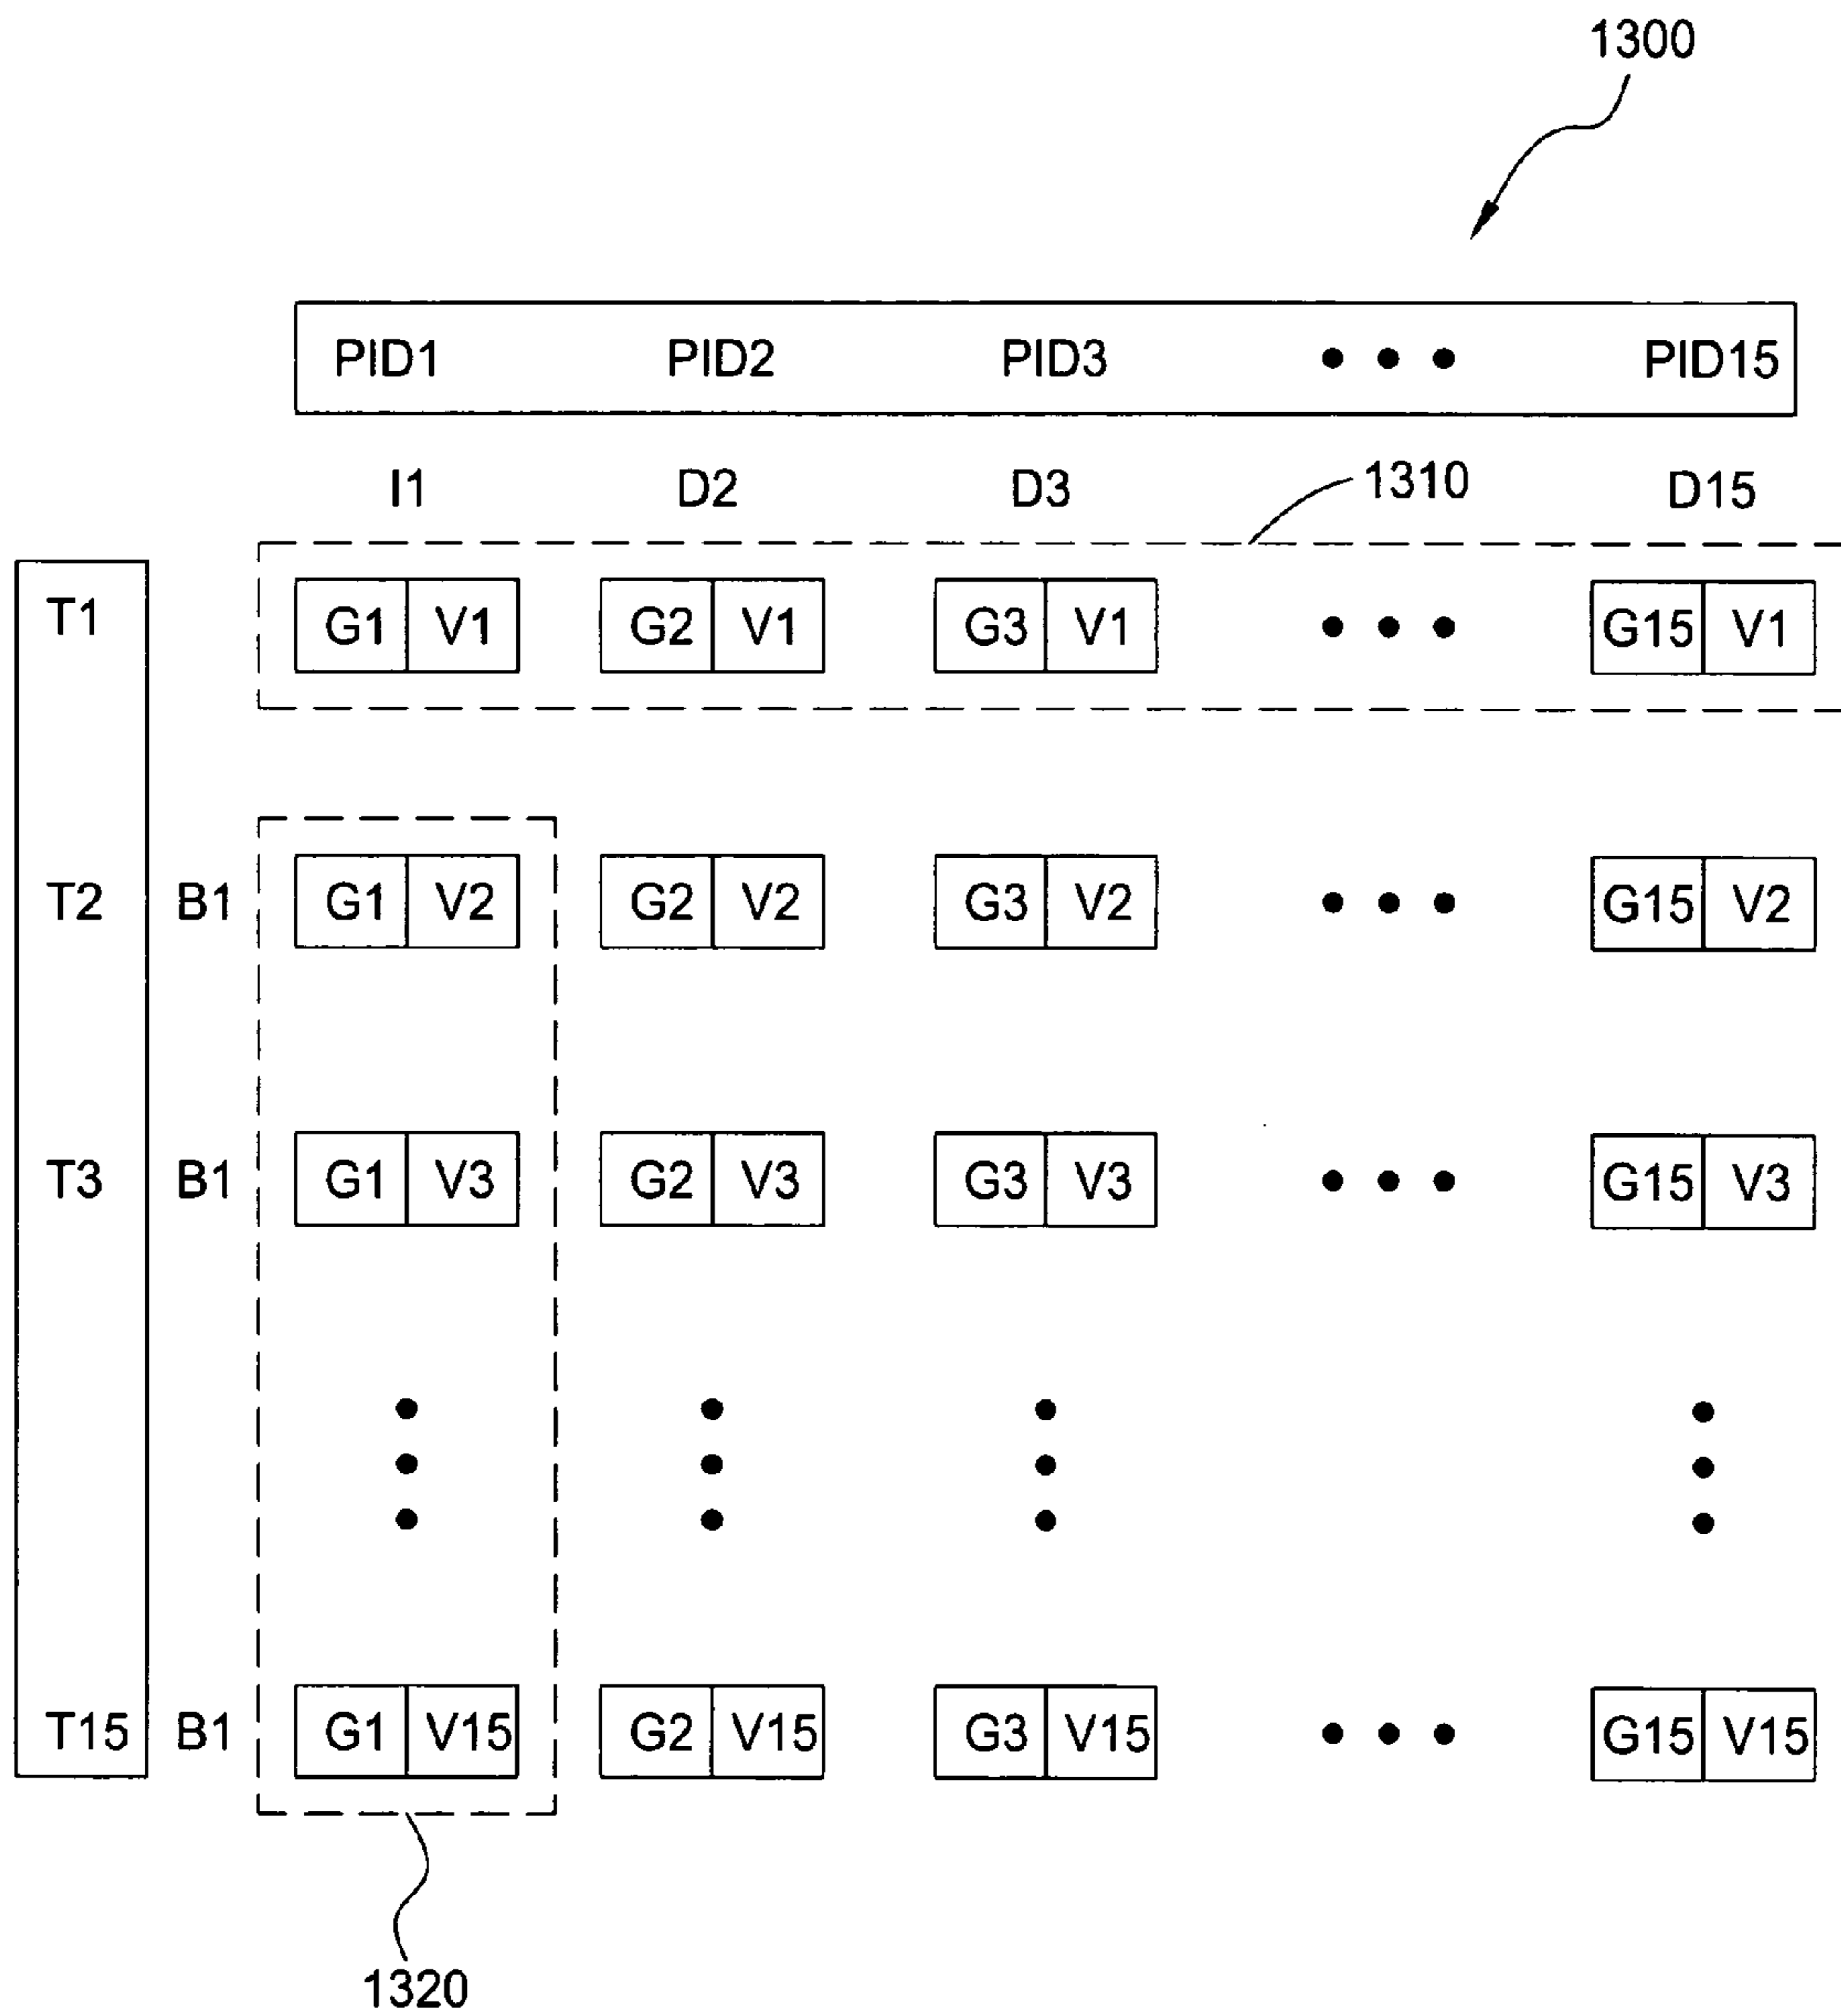 1300
PID1 PID2 PID3 • • • PID15
I1 D2 D3 1310 D15
T1 G1 V1 G2 V1 G3 V1 • • • G15 V1
T2 B1 G1 V2 G2 V2 G3 V2 • • • G15 V2
T3 B1 G1 V3 G2 V3 G3 V3 • • • G15 V3
T15 B1 G1 V15 G2 V15 G3 V15 • • • G15 V15
1320